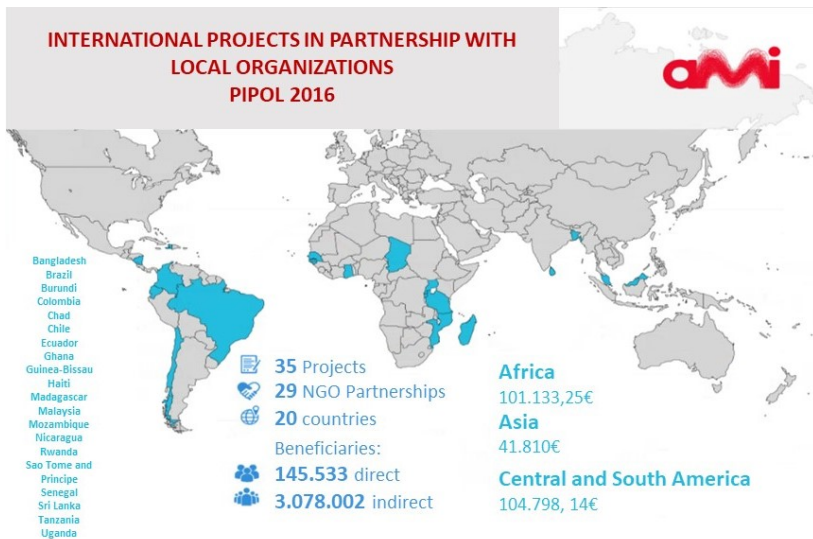 INTERNATIONAL PROJECTS IN PARTNERSHIP WITH
LOCAL ORGANIZATIONS
PIPOL 2016
aMi
Bangladesh
Brazil
Burundi
Colombia
Chad
Chile
Ecuador
Ghana
Guinea-Bissau
Haiti
Madagascar
Malaysia
Mozambique
Nicaragua
Rwanda
Sao Tome and
Principe
Senegal
Sri Lanka
Tanzania
Uganda
35 Projects
29 NGO Partnerships
20 countries
Beneficiaries:
145.533 direct
3.078.002 indirect
Africa
101.133,25€
Asia
41.810€
Central and South America
104.798, 14€